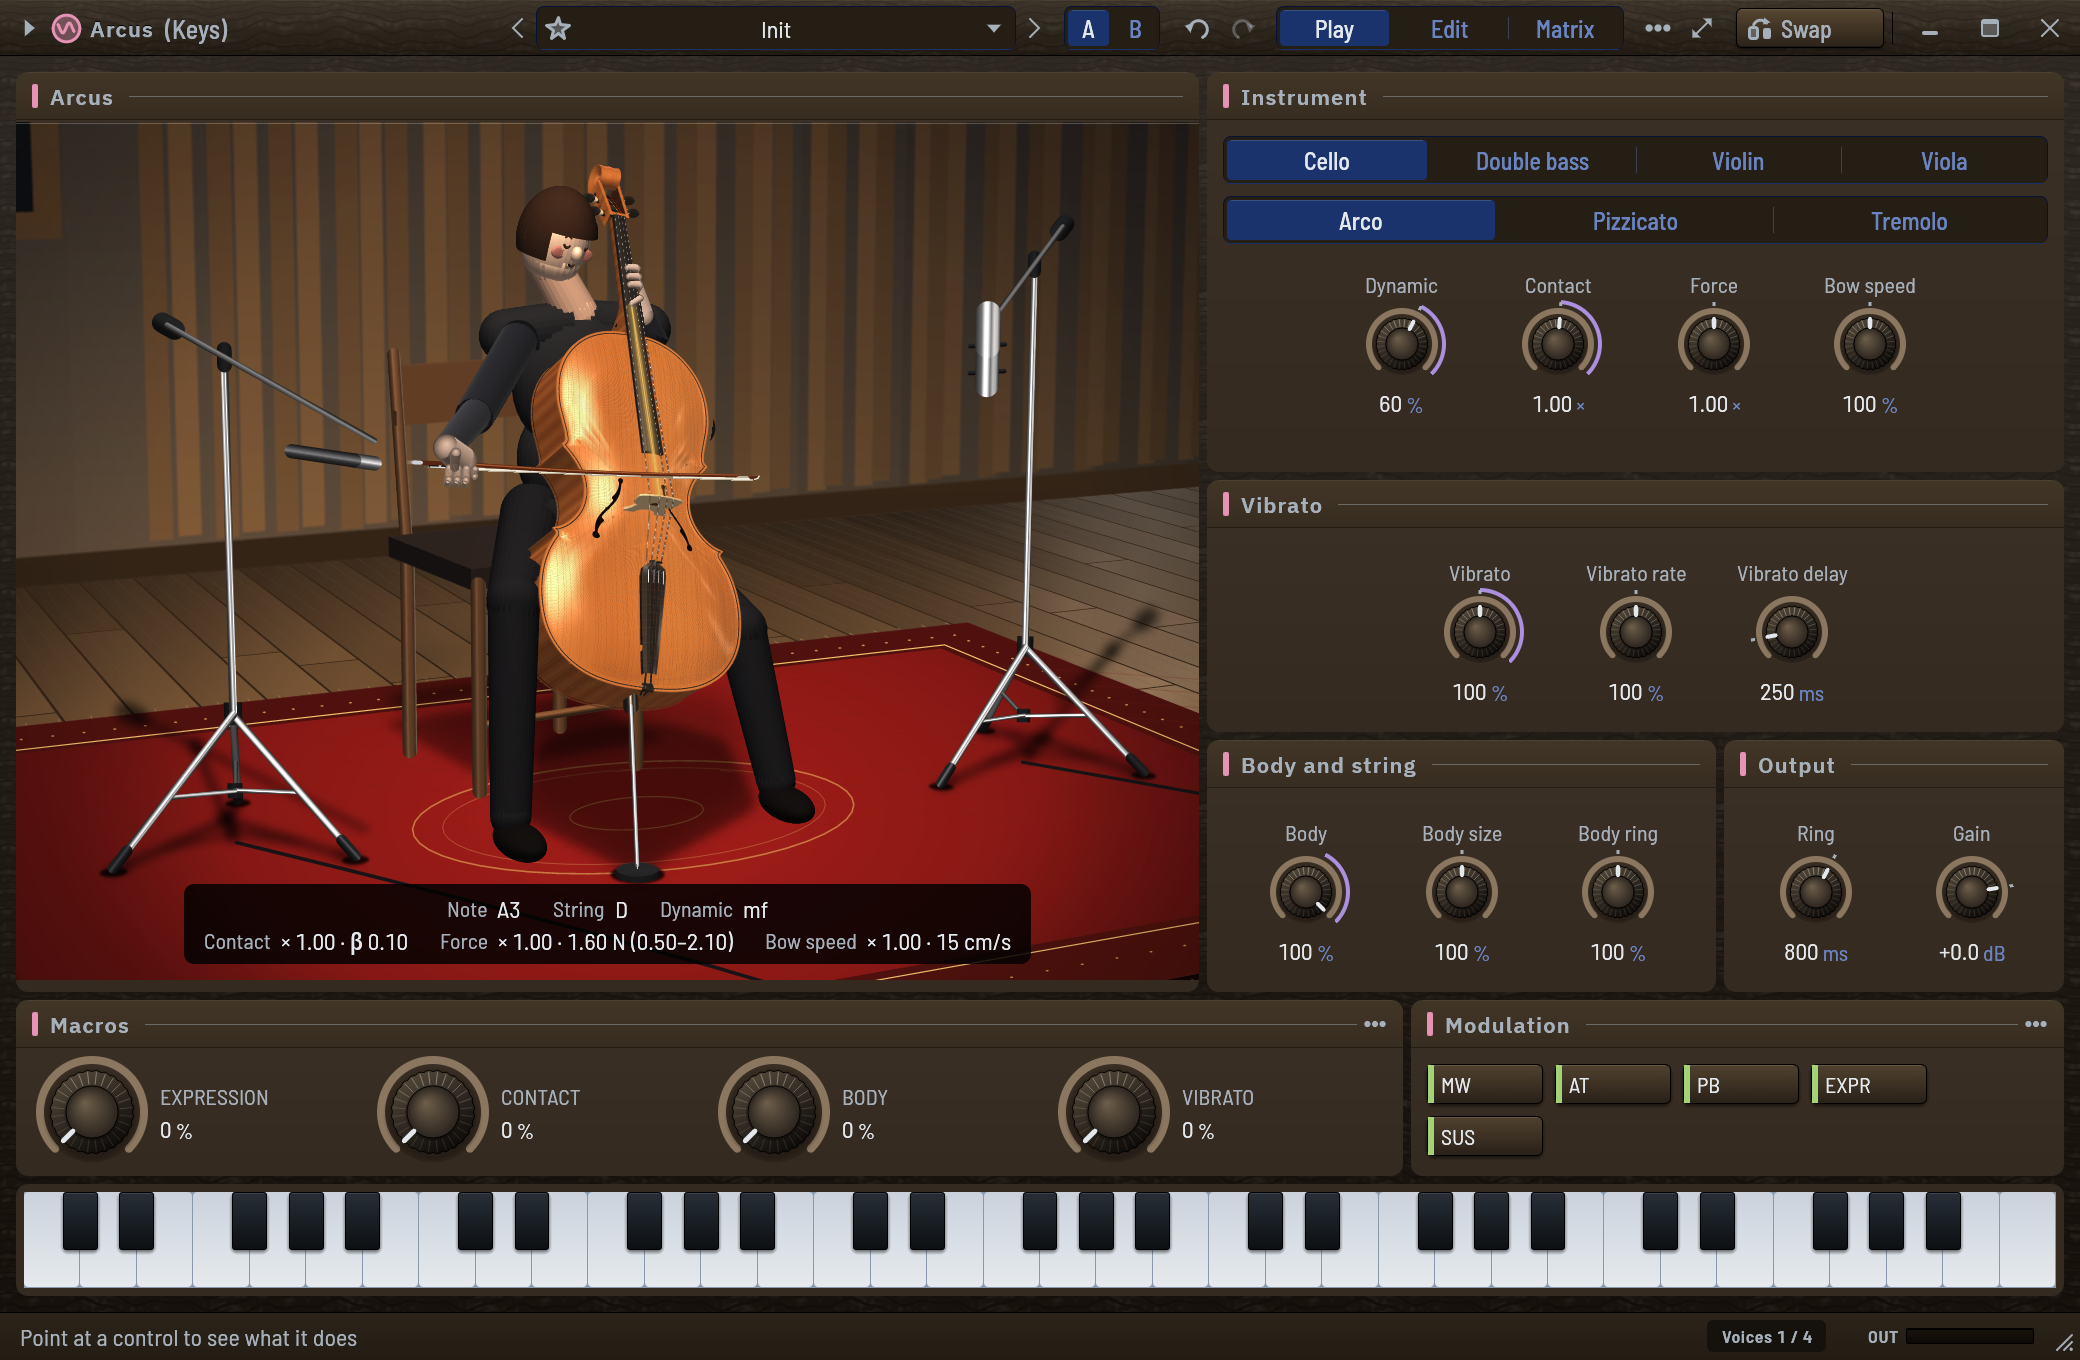 Arcus (Keys)
Init
A B
Play Edit Matrix
Swap
Arcus
Instrument
Cello Double bass Violin Viola
Arco Pizzicato Tremolo
Dynamic Contact Force Bow speed
60 % 1.00 × 1.00 × 100 %
Vibrato
Vibrato Vibrato rate Vibrato delay
100 % 100 % 250 ms
Body and string
Body Body size Body ring
100 % 100 % 100 %
Output
Ring Gain
800 ms +0.0 dB
Note A3 String D Dynamic mf
Contact × 1.00 · β 0.10 Force × 1.00 · 1.60 N (0.50–2.10) Bow speed × 1.00 · 15 cm/s
Macros
EXPRESSION
0 %
CONTACT
0 %
BODY
0 %
VIBRATO
0 %
Modulation
MW AT PB EXPR
SUS
Point at a control to see what it does
Voices 1 / 4 OUT